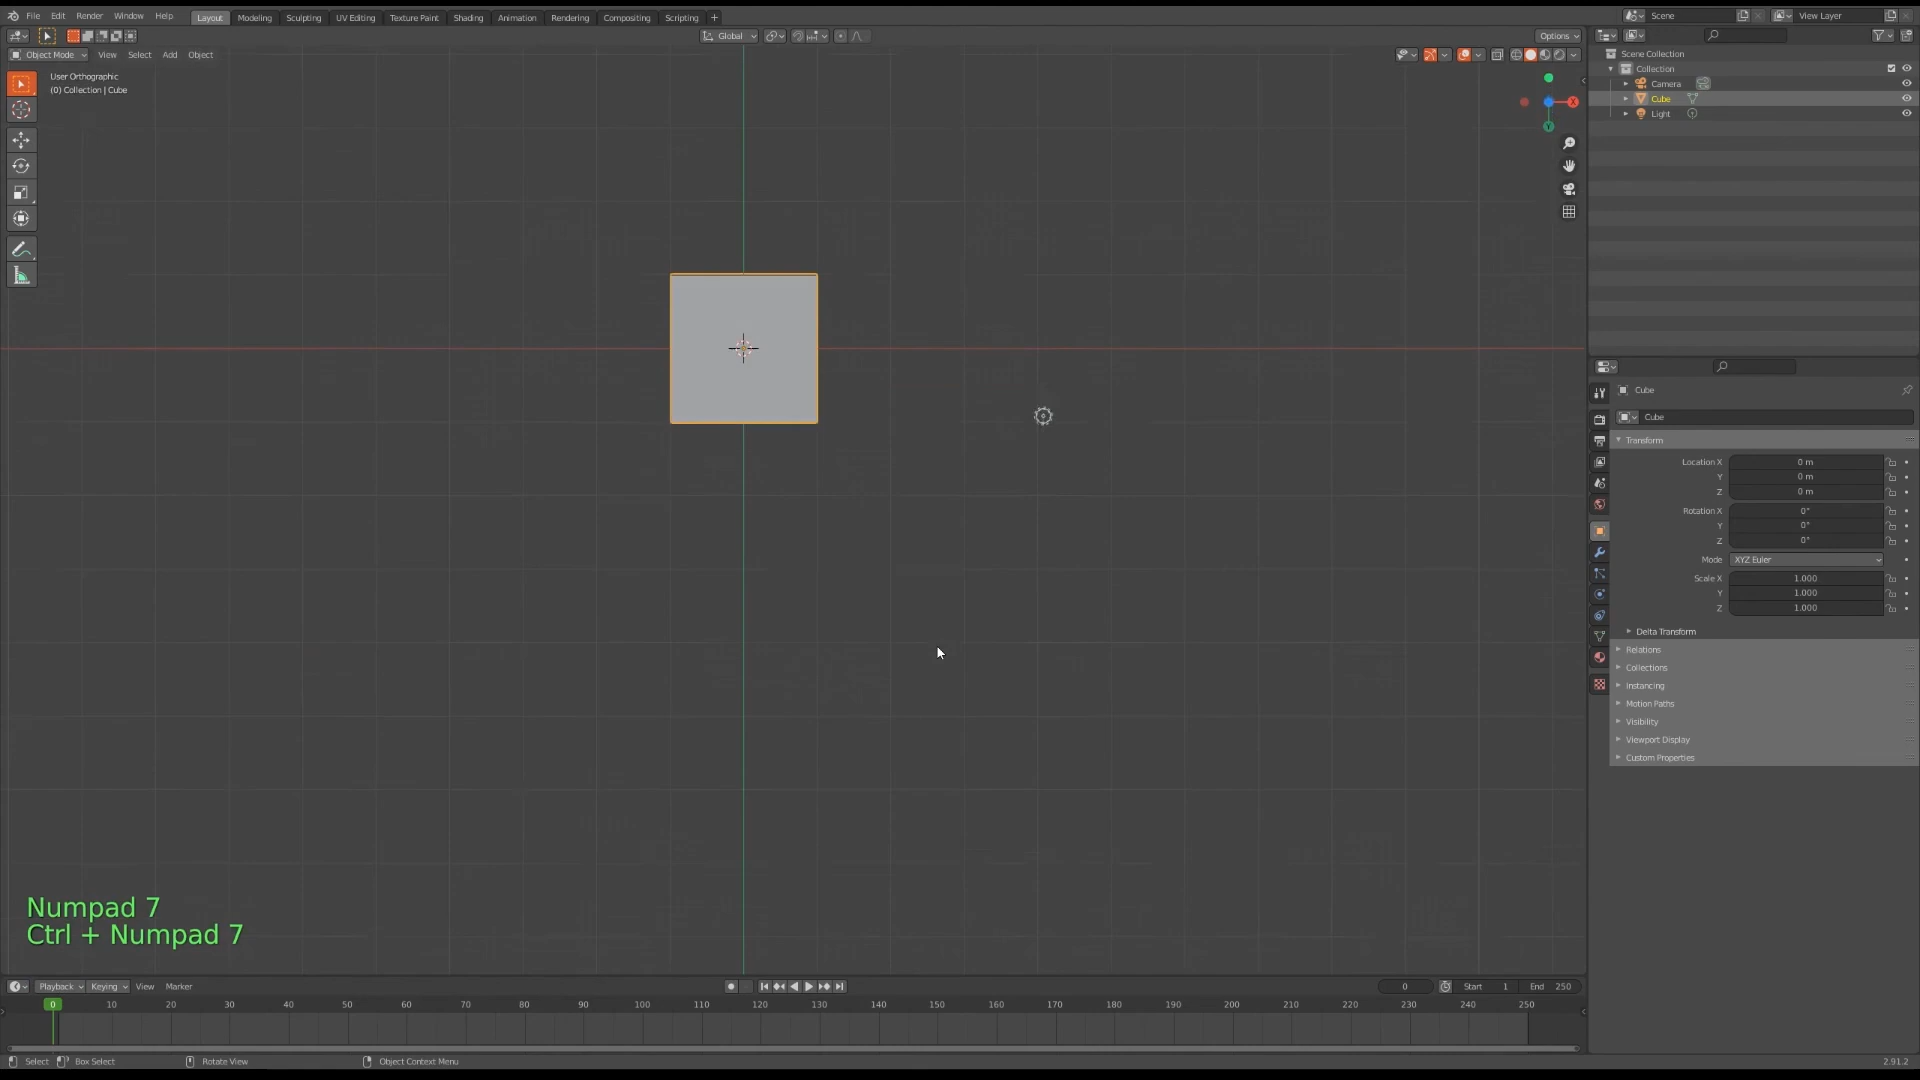 File Edit Render Window Help Layout Modeling Sculpting UV Editing Texture Paint Shading Animation Rendering Compositing Scripting + Scene View Layer
Global Options
Object Mode View Select Add Object
User Orthographic
(0) Collection | Cube
X
Y
Scene Collection
Collection
Camera
Cube
Light
Cube
Cube
Transform
Location X 0 m
Y 0 m
Z 0 m
Rotation X 0°
Y 0°
Z 0°
Mode XYZ Euler
Scale X 1.000
Y 1.000
Z 1.000
Delta Transform
Relations
Collections
Instancing
Motion Paths
Visibility
Viewport Display
Custom Properties
Numpad 7
Ctrl + Numpad 7
Playback Keying View Marker 0 Start 1 End 250
0 10 20 30 40 50 60 70 80 90 100 110 120 130 140 150 160 170 180 190 200 210 220 230 240 250
Select Box Select Rotate View Object Context Menu 2.91.2